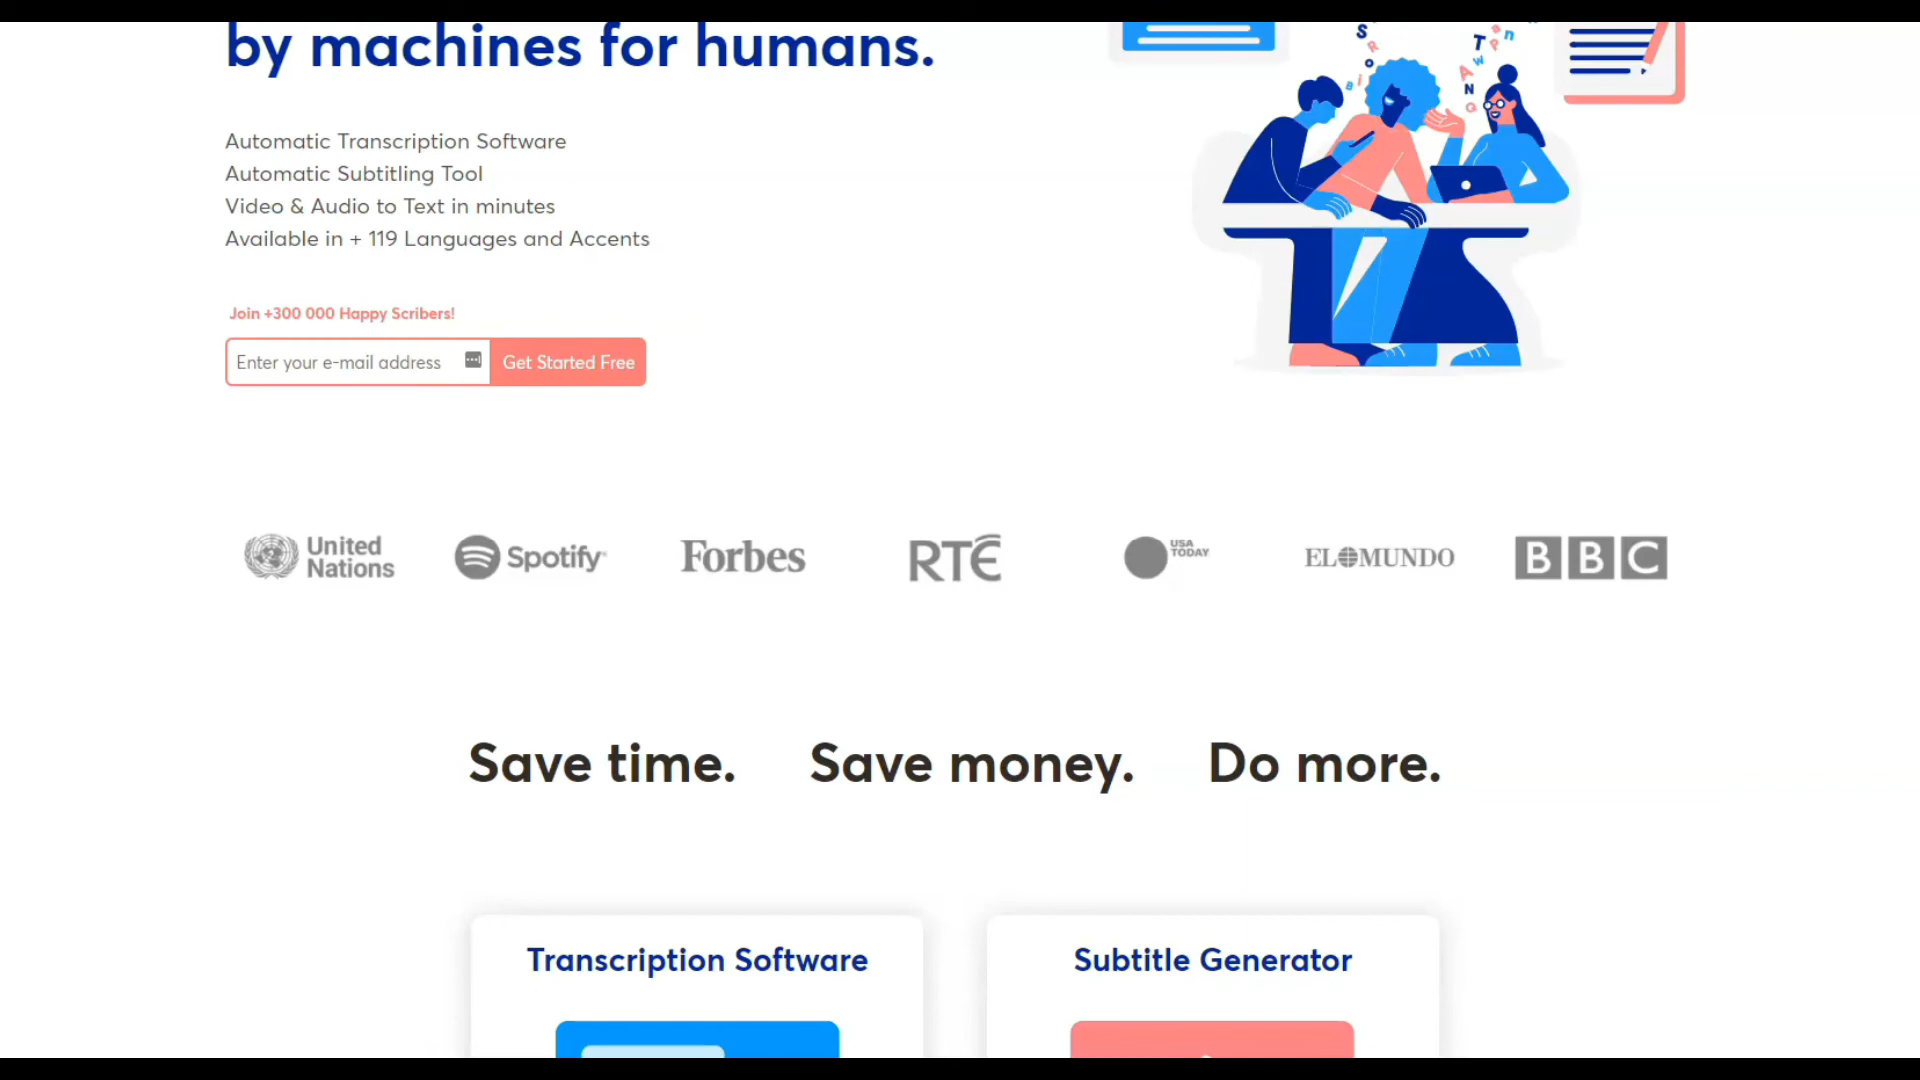 by machines for humans.
Automatic Transcription Software
Automatic Subtitling Tool
Video & Audio to Text in minutes
Available in + 119 Languages and Accents
Join +300 000 Happy Scribers!
Enter your e-mail address
Get Started Free
United
Nations
Spotify
Forbes
RTÉ
USA
TODAY
EL MUNDO
BBC
Save time. Save money. Do more.
Transcription Software
Subtitle Generator